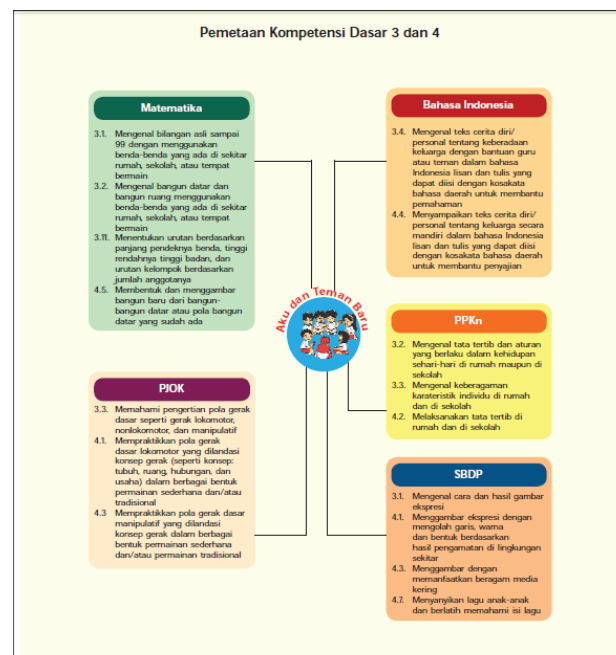 Pemetaan Kompetensi Dasar 3 dan 4
Matematika
3.1. Mengenal bilangan asli sampai
99 dengan menggunakan
benda-benda yang ada di sekitar
rumah, sekolah, atau tempat
bermain
3.2. Mengenal bangun datar dan
bangun ruang menggunakan
benda-benda yang ada di sekitar
rumah, sekolah, atau tempat
bermain
3.11. Menentukan urutan berdasarkan
panjang pendeknya benda, tinggi
rendahnya tinggi badan, dan
urutan kelompok berdasarkan
jumlah anggotanya
4.5. Membentuk dan menggambar
bangun baru dari bangun-
bangun datar atau pola bangun
datar yang sudah ada
Bahasa Indonesia
3.4. Mengenal teks cerita diri/
personal tentang keberadaan
keluarga dengan bantuan guru
atau teman dalam bahasa
Indonesia lisan dan tulis yang
dapat diisi dengan kosakata
bahasa daerah untuk membantu
pemahaman
4.4. Menyampaikan teks cerita diri/
personal tentang keluarga secara
mandiri dalam bahasa Indonesia
lisan dan tulis yang dapat diisi
dengan kosakata bahasa daerah
untuk membantu penyajian
Aku dan Teman Baru
PPKn
3.2. Mengenal tata tertib dan aturan
yang berlaku dalam kehidupan
sehari-hari di rumah maupun di
sekolah
3.3. Mengenal keberagaman
karateristik individu di rumah
dan di sekolah
4.2. Melaksanakan tata tertib di
rumah dan di sekolah
PJOK
3.3. Memahami pengertian pola gerak
dasar seperti gerak lokomotor,
nonlokomotor, dan manipulatif
4.1. Mempraktikkan pola gerak
dasar lokomotor yang dilandasi
konsep gerak (seperti konsep:
tubuh, ruang, hubungan, dan
usaha) dalam berbagai bentuk
permainan sederhana dan/atau
tradisional
4.3 Mempraktikkan pola gerak dasar
manipulatif yang dilandasi
konsep gerak dalam berbagai
bentuk permainan sederhana
dan/atau permainan tradisional
SBDP
3.1. Mengenal cara dan hasil gambar
ekspresi
4.1. Menggambar ekspresi dengan
mengolah garis, warna
dan bentuk berdasarkan
hasil pengamatan di lingkungan
sekitar
4.3. Menggambar dengan
memanfaatkan beragam media
kering
4.7. Menyanyikan lagu anak-anak
dan berlatih memahami isi lagu